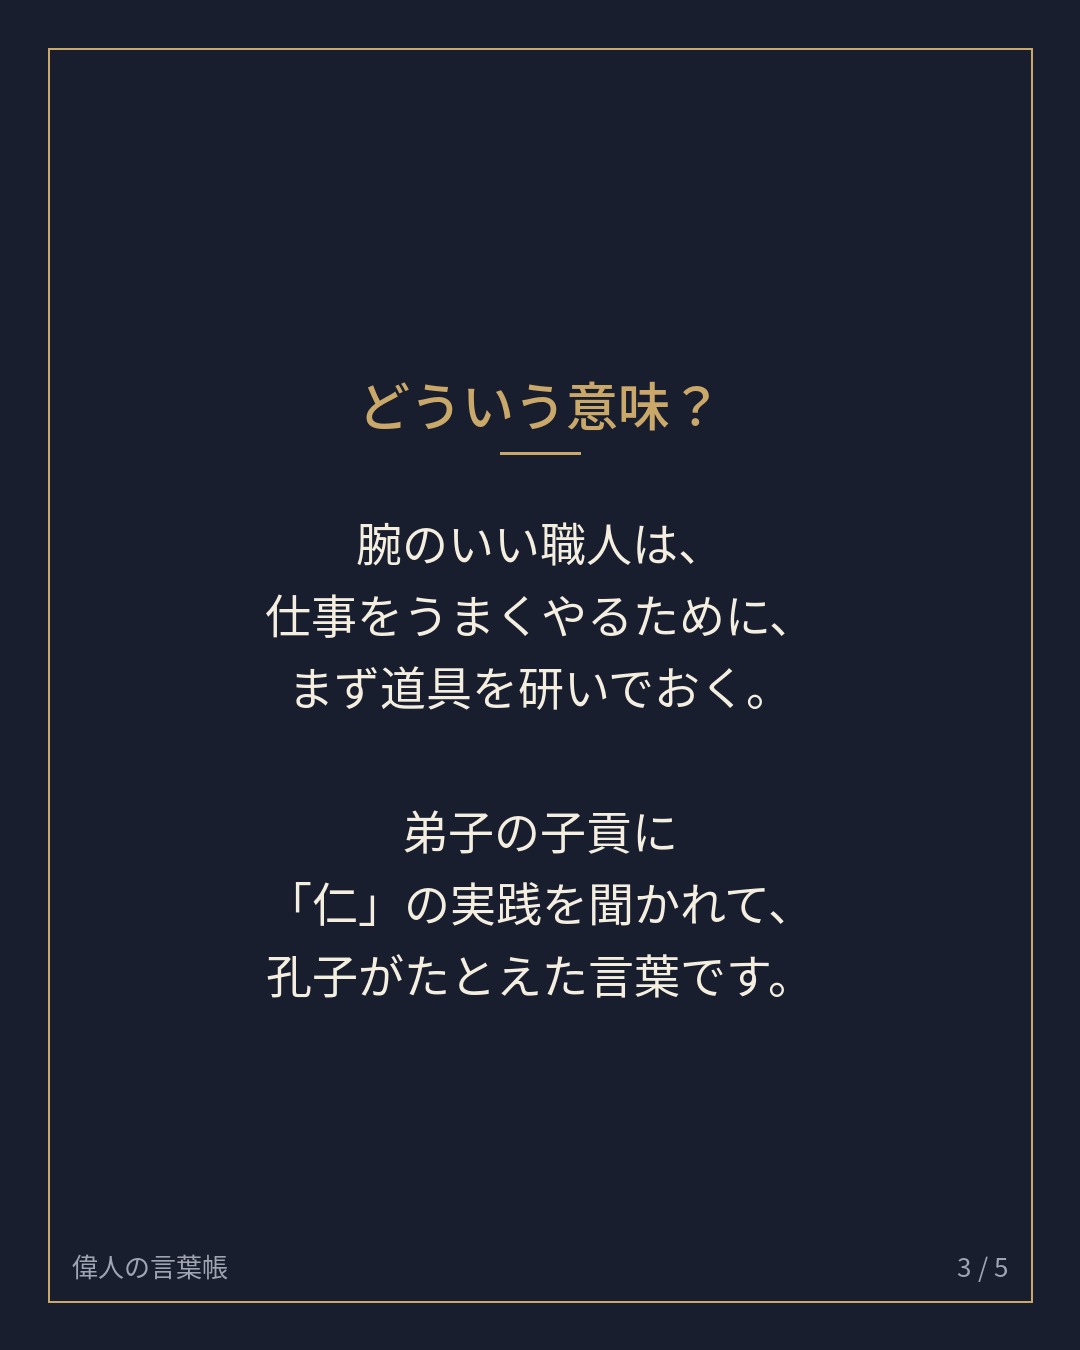 どういう意味？
腕のいい職人は、
仕事をうまくやるために、
まず道具を研いでおく。
弟子の子貢に
「仁」の実践を聞かれて、
孔子がたとえた言葉です。
偉人の言葉帳
3 / 5